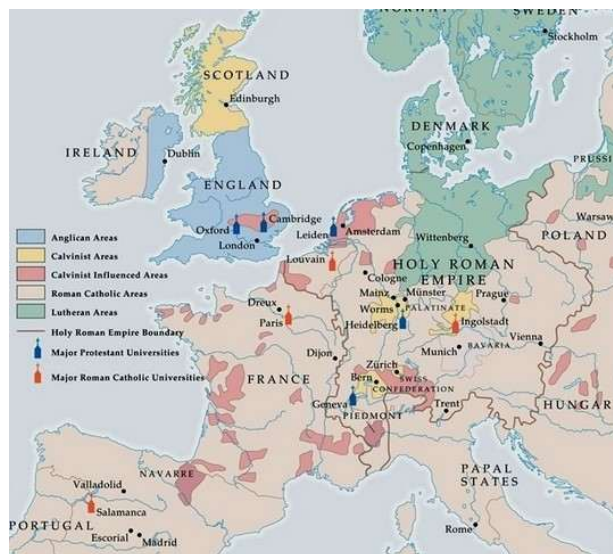 NORWAY
SWEDEN
Stockholm
SCOTLAND
Edinburgh
DENMARK
Copenhagen
IRELAND
Dublin
PRUSSI
ENGLAND
Cambridge
Oxford
London
Leiden
Amsterdam
Warsaw
POLAND
Wittenberg
Louvain
HOLY ROMAN
EMPIRE
Cologne
Mainz
Münster
Prague
Worms
PALATINATE
Dreux
Paris
Heidelberg
Ingolstadt
Vienna
Munich
BAVARIA
Dijon
Zürich
Bern
SWISS
CONFEDERATION
FRANCE
Geneva
Trent
HUNGAR
PIEDMONT
NAVARRE
PAPAL
STATES
Valladolid
Salamanca
PORTUGAL
Escorial
Madrid
Rome
Anglican Areas
Calvinist Areas
Calvinist Influenced Areas
Roman Catholic Areas
Lutheran Areas
Holy Roman Empire Boundary
Major Protestant Universities
Major Roman Catholic Universities